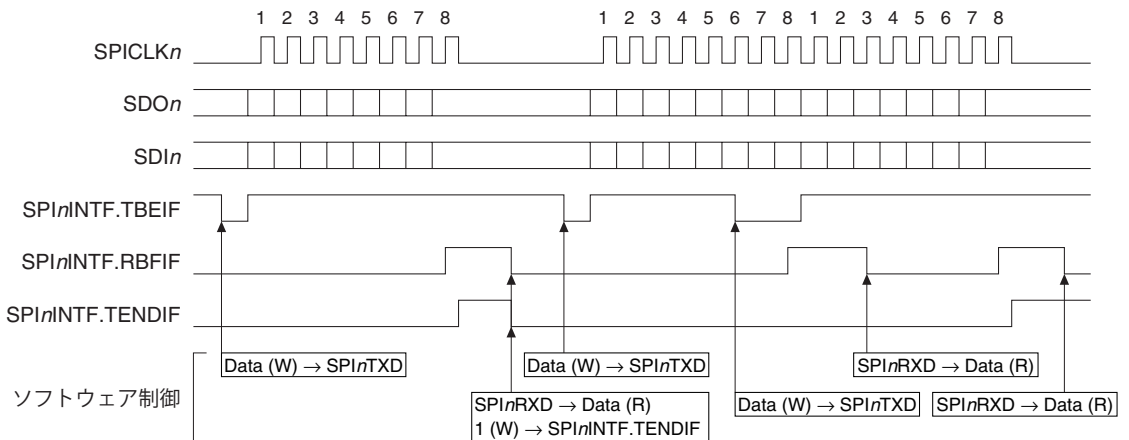 1 2 3 4 5 6 7 8 1 2 3 4 5 6 7 8 1 2 3 4 5 6 7 8
SPICLKn
SDOn
SDIn
SPInINTF.TBEIF
SPInINTF.RBFIF
SPInINTF.TENDIF
Data (W) → SPInTXD
Data (W) → SPInTXD
SPInRXD → Data (R)
ソフトウェア制御
SPInRXD → Data (R)
1 (W) → SPInINTF.TENDIF
Data (W) → SPInTXD
SPInRXD → Data (R)